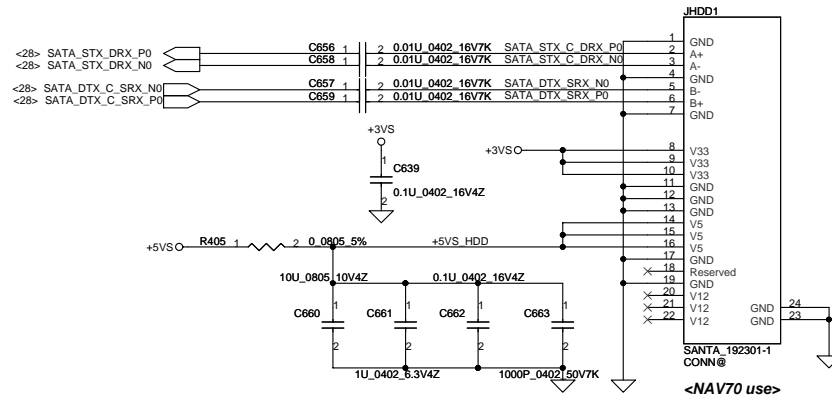 JHDD1
<28> SATA_STX_DRX_P0 C656 1 2 0.01U_0402_16V7K SATA_STX_C_DRX_P0
<28> SATA_STX_DRX_N0 C658 1 2 0.01U_0402_16V7K SATA_STX_C_DRX_N0
<28> SATA_DTX_C_SRX_N0 C657 1 2 0.01U_0402_16V7K SATA_DTX_SRX_N0
<28> SATA_DTX_C_SRX_P0 C659 1 2 0.01U_0402_16V7K SATA_DTX_SRX_P0
1 GND
2 A+
3 A-
4 GND
5 B-
6 B+
7 GND
+3VS
1
C639
0.1U_0402_16V4Z
2
+3VS
8 V33
9 V33
10 V33
11 GND
12 GND
13 GND
14 V5
15 V5
16 V5
17 GND
18 Reserved
19 GND
20 V12
21 V12
22 V12
GND 24
GND 23
+5VS R405 1 2 0_0805_5% +5VS_HDD
10U_0805_10V4Z 0.1U_0402_16V4Z
1 1 1 1
C660 C661 C662 C663
2 2 2 2
1U_0402_6.3V4Z 1000P_0402_50V7K
SANTA_192301-1
CONN@
<NAV70 use>